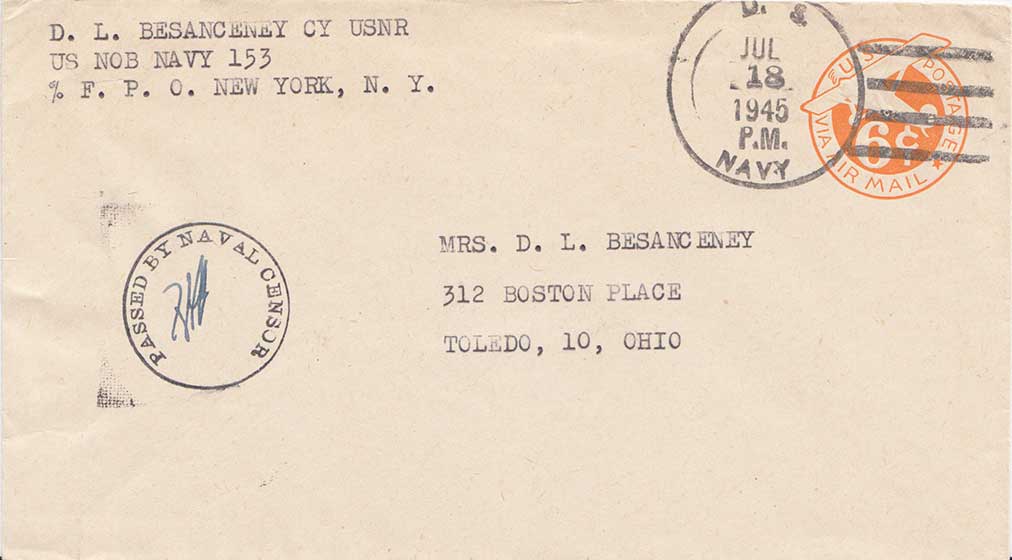 D. L. BESANCENEY CY USNR
US NOB NAVY 153
% F. P. O. NEW YORK, N. Y.
U. S.
JUL
18
1945
P.M.
NAVY
U.S. POSTAGE
6¢
VIA AIR MAIL
PASSED BY NAVAL CENSOR
MRS. D. L. BESANCENEY
312 BOSTON PLACE
TOLEDO, 10, OHIO